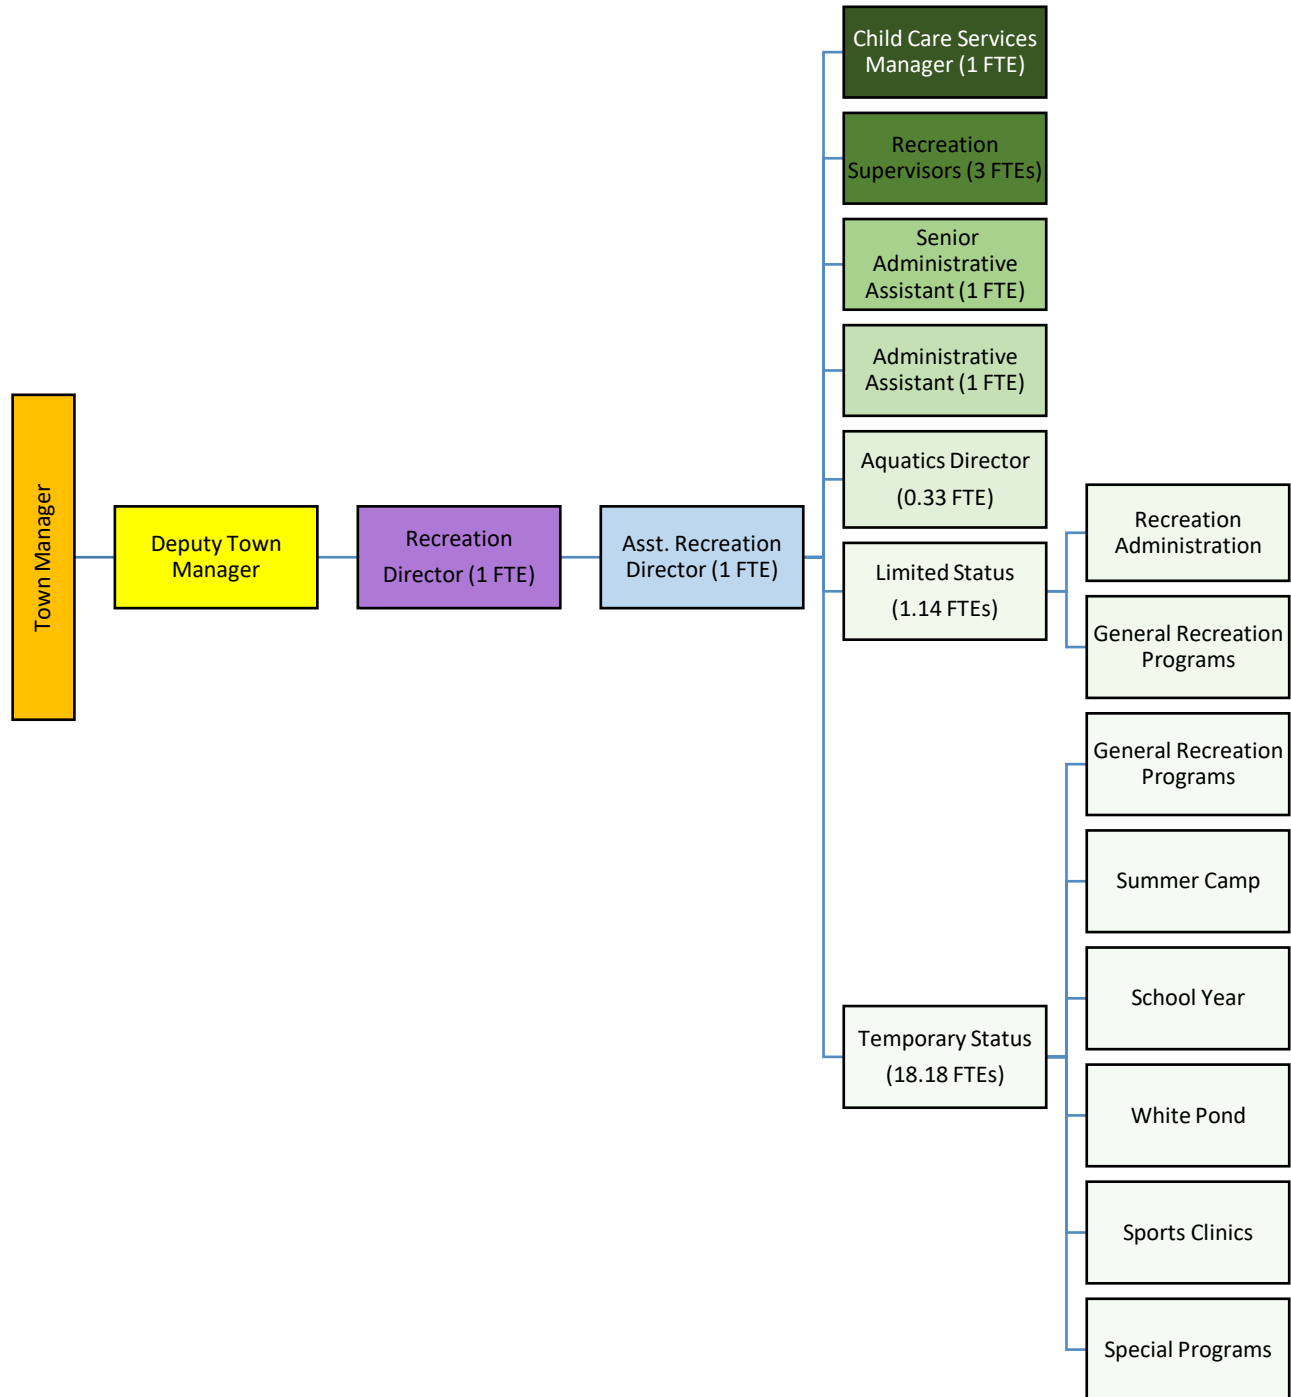 Town Manager
Deputy Town
Manager
Recreation
Director (1 FTE)
Asst. Recreation
Director (1 FTE)
Child Care Services
Manager (1 FTE)
Recreation
Supervisors (3 FTEs)
Senior
Administrative
Assistant (1 FTE)
Administrative
Assistant (1 FTE)
Aquatics Director
(0.33 FTE)
Limited Status
(1.14 FTEs)
Recreation
Administration
General Recreation
Programs
Temporary Status
(18.18 FTEs)
General Recreation
Programs
Summer Camp
School Year
White Pond
Sports Clinics
Special Programs